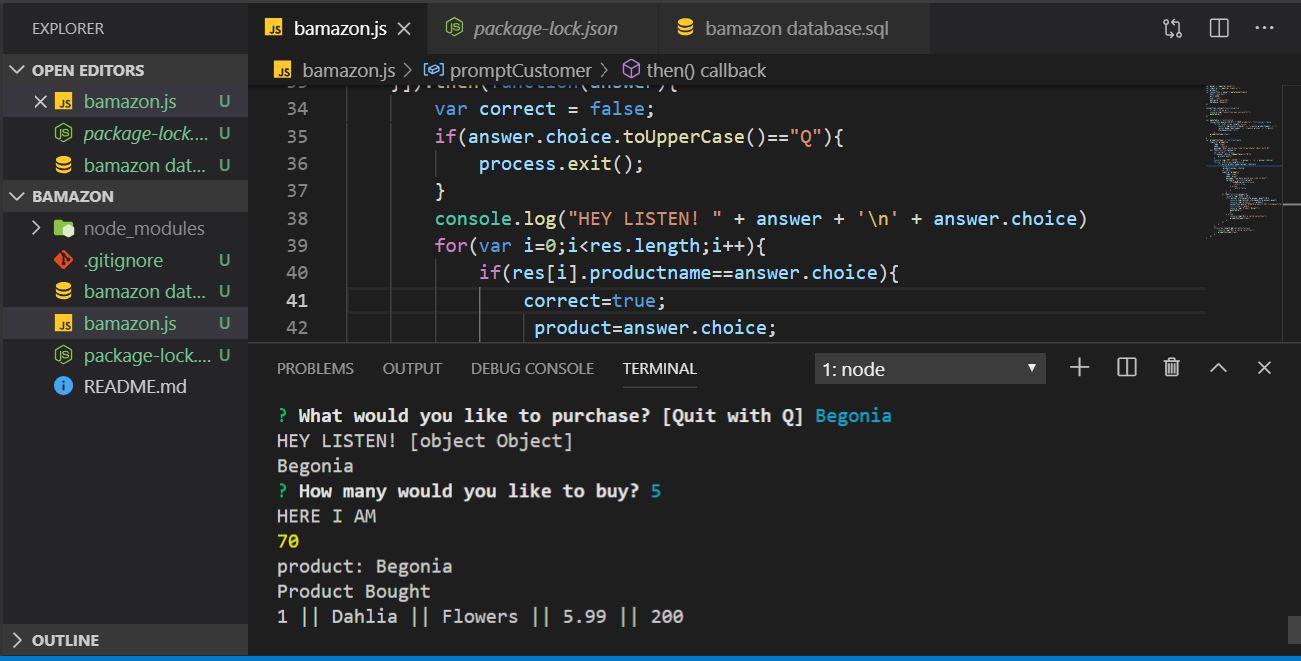 EXPLORER
OPEN EDITORS
bamazon.js U
package-lock.... U
bamazon dat... U
BAMAZON
node_modules
.gitignore U
bamazon dat... U
bamazon.js U
package-lock.... U
README.md
OUTLINE
bamazon.js
package-lock.json
bamazon database.sql
bamazon.js > promptCustomer > then() callback
}]).then(function(answer){
34 var correct = false;
35 if(answer.choice.toUpperCase()=="Q"){
36 process.exit();
37 }
38 console.log("HEY LISTEN! " + answer + '\n' + answer.choice)
39 for(var i=0;i<res.length;i++){
40 if(res[i].productname==answer.choice){
41 correct=true;
42 product=answer.choice;
PROBLEMS OUTPUT DEBUG CONSOLE TERMINAL 1: node
? What would you like to purchase? [Quit with Q] Begonia
HEY LISTEN! [object Object]
Begonia
? How many would you like to buy? 5
HERE I AM
70
product: Begonia
Product Bought
1 || Dahlia || Flowers || 5.99 || 200